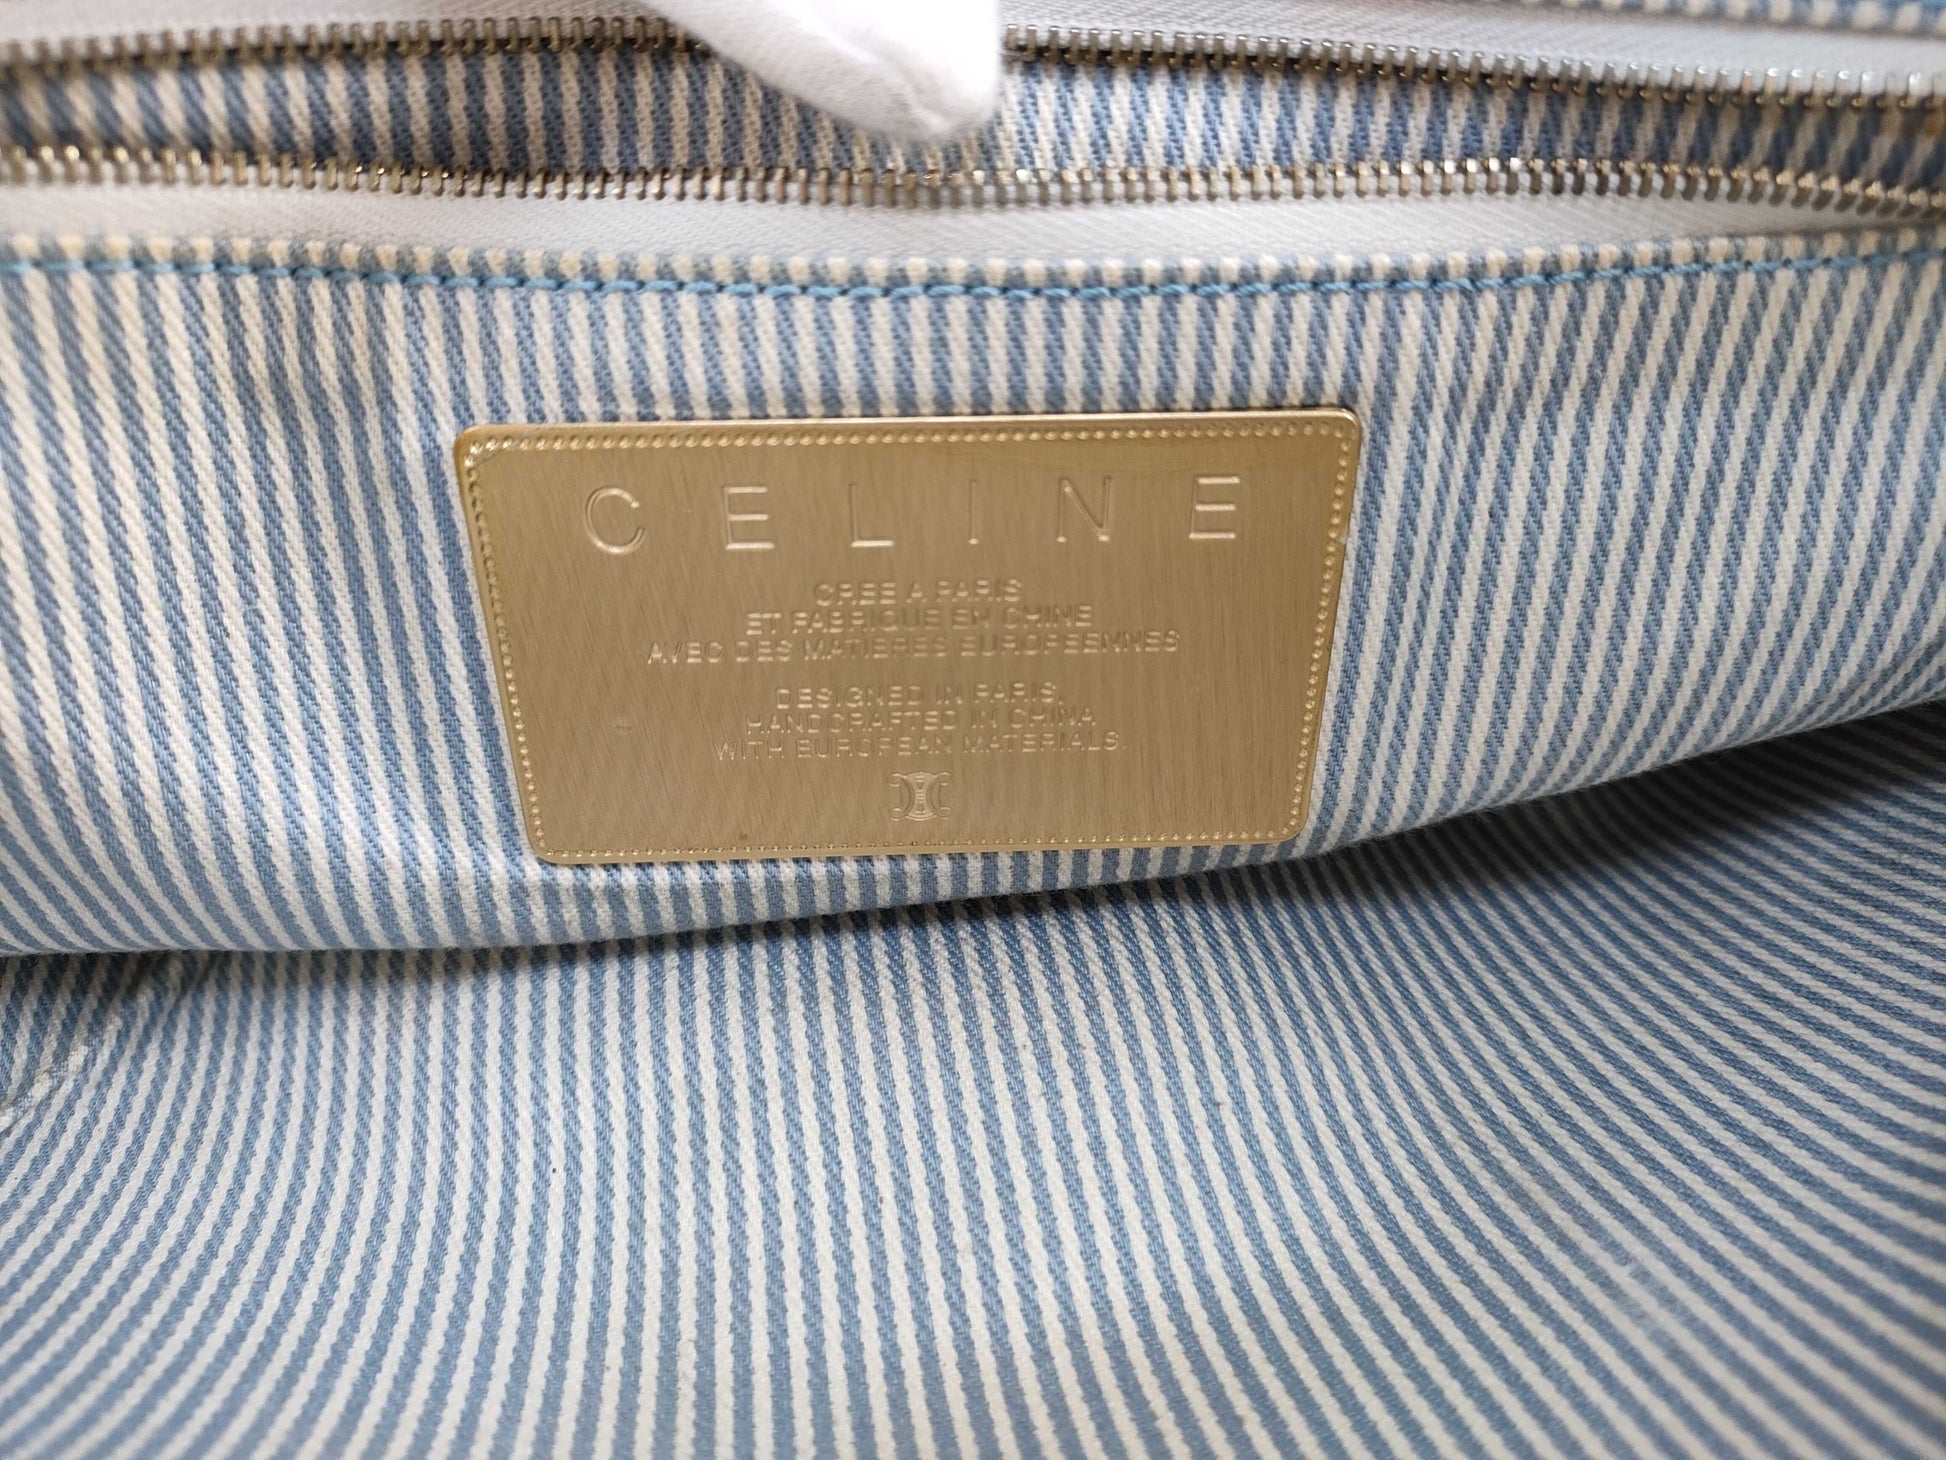 CELINE
CREE A PARIS
ET FABRIQUE EN CHINE
AVEC DES MATIERES EUROPEENNES
DESIGNED IN PARIS,
HANDCRAFTED IN CHINA
WITH EUROPEAN MATERIALS.